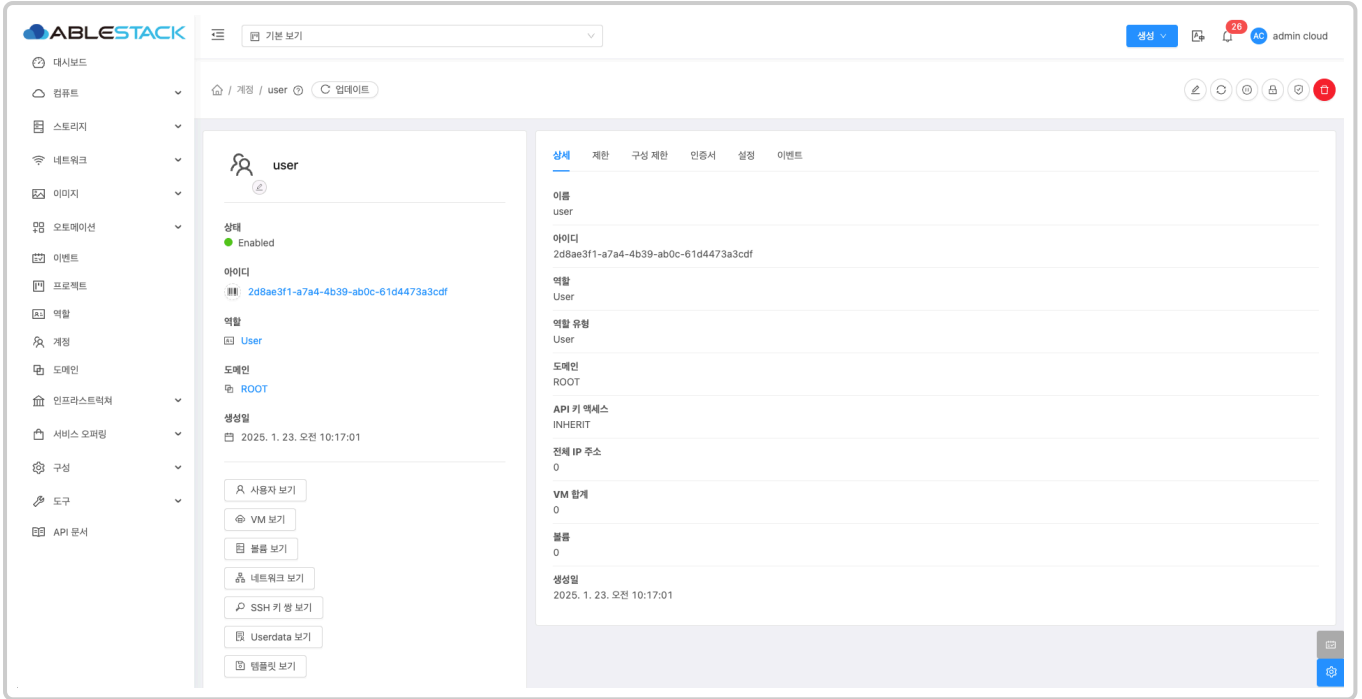 ABLESTACK
기본 보기
생성
26
AC
admin cloud
대시보드
컴퓨트
스토리지
네트워크
이미지
오토메이션
이벤트
프로젝트
역할
계정
도메인
인프라스트럭쳐
서비스 오퍼링
구성
도구
API 문서
/ 계정 / user
업데이트
user
상태
Enabled
아이디
2d8ae3f1-a7a4-4b39-ab0c-61d4473a3cdf
역할
User
도메인
ROOT
생성일
2025. 1. 23. 오전 10:17:01
사용자 보기
VM 보기
볼륨 보기
네트워크 보기
SSH 키 쌍 보기
Userdata 보기
템플릿 보기
상세 제한 구성 제한 인증서 설정 이벤트
이름
user
아이디
2d8ae3f1-a7a4-4b39-ab0c-61d4473a3cdf
역할
User
역할 유형
User
도메인
ROOT
API 키 액세스
INHERIT
전체 IP 주소
0
VM 합계
0
볼륨
0
생성일
2025. 1. 23. 오전 10:17:01